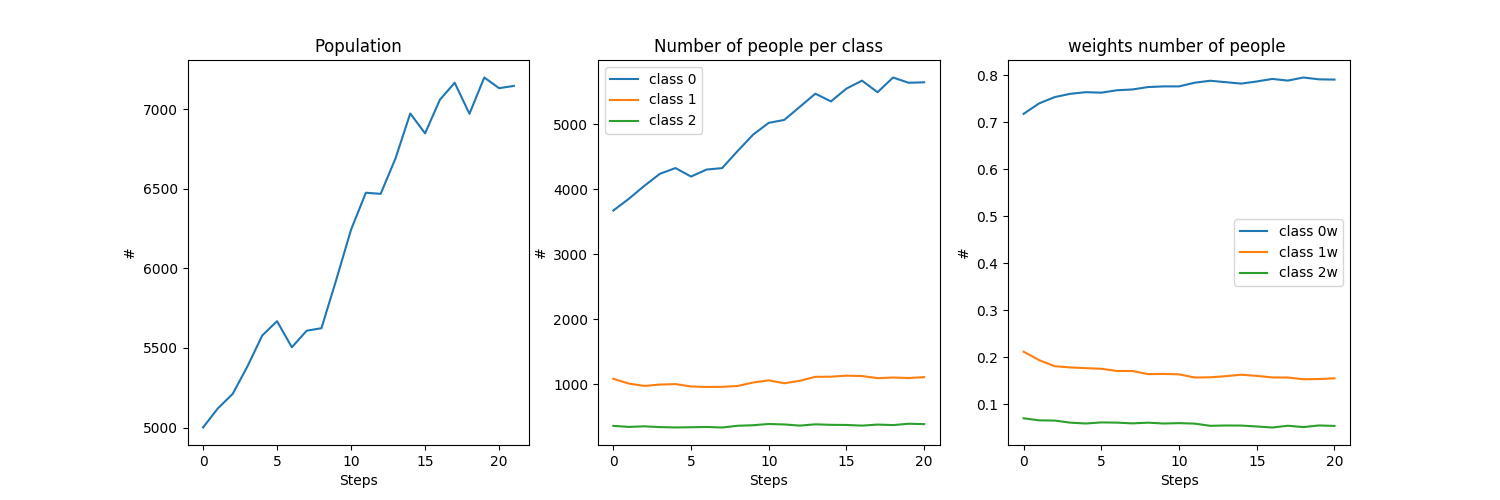 Population
7000
6500
6000
5500
5000
#
0 5 10 15 20
Steps
Number of people per class
class 0
class 1
class 2
5000
4000
3000
2000
1000
#
0 5 10 15 20
Steps
weights number of people
0.8
0.7
0.6
0.5
0.4
0.3
0.2
0.1
#
class 0w
class 1w
class 2w
0 5 10 15 20
Steps